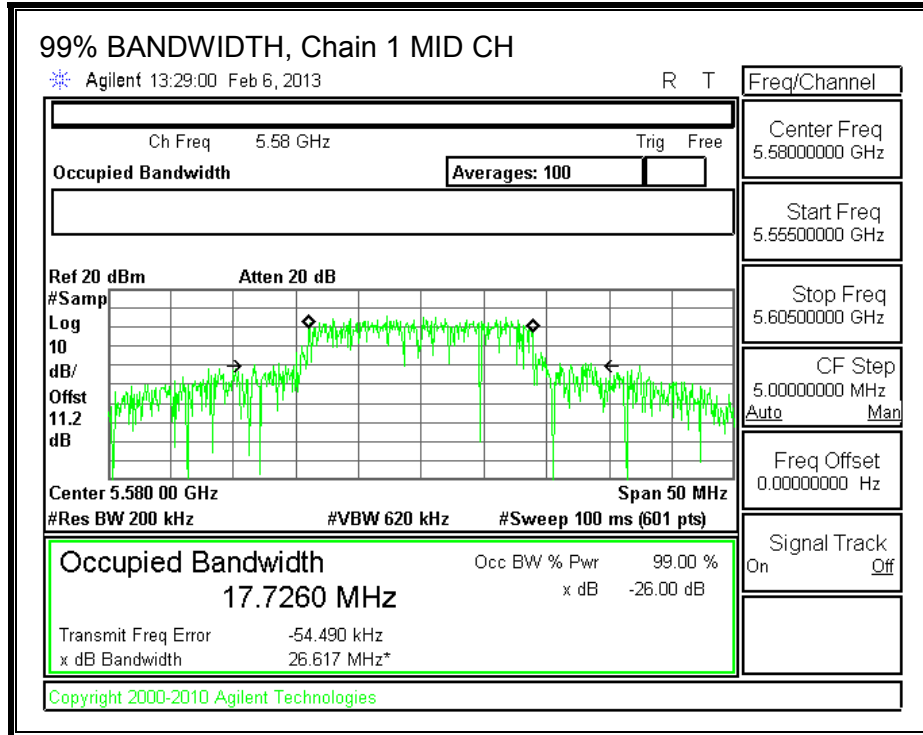 99% BANDWIDTH, Chain 1 MID CH
Agilent 13:29:00 Feb 6, 2013 R T
Freq/Channel
Ch Freq 5.58 GHz Trig Free
Occupied Bandwidth Averages: 100
Center Freq
5.58000000 GHz
Start Freq
5.55500000 GHz
Stop Freq
5.60500000 GHz
CF Step
5.00000000 MHz
Auto Man
Freq Offset
0.00000000 Hz
Signal Track
On Off
Ref 20 dBm Atten 20 dB
#Samp
Log
10
dB/
Offst
11.2
dB
Center 5.580 00 GHz Span 50 MHz
#Res BW 200 kHz #VBW 620 kHz #Sweep 100 ms (601 pts)
Occupied Bandwidth Occ BW % Pwr 99.00 %
17.7260 MHz x dB -26.00 dB
Transmit Freq Error -54.490 kHz
x dB Bandwidth 26.617 MHz*
Copyright 2000-2010 Agilent Technologies